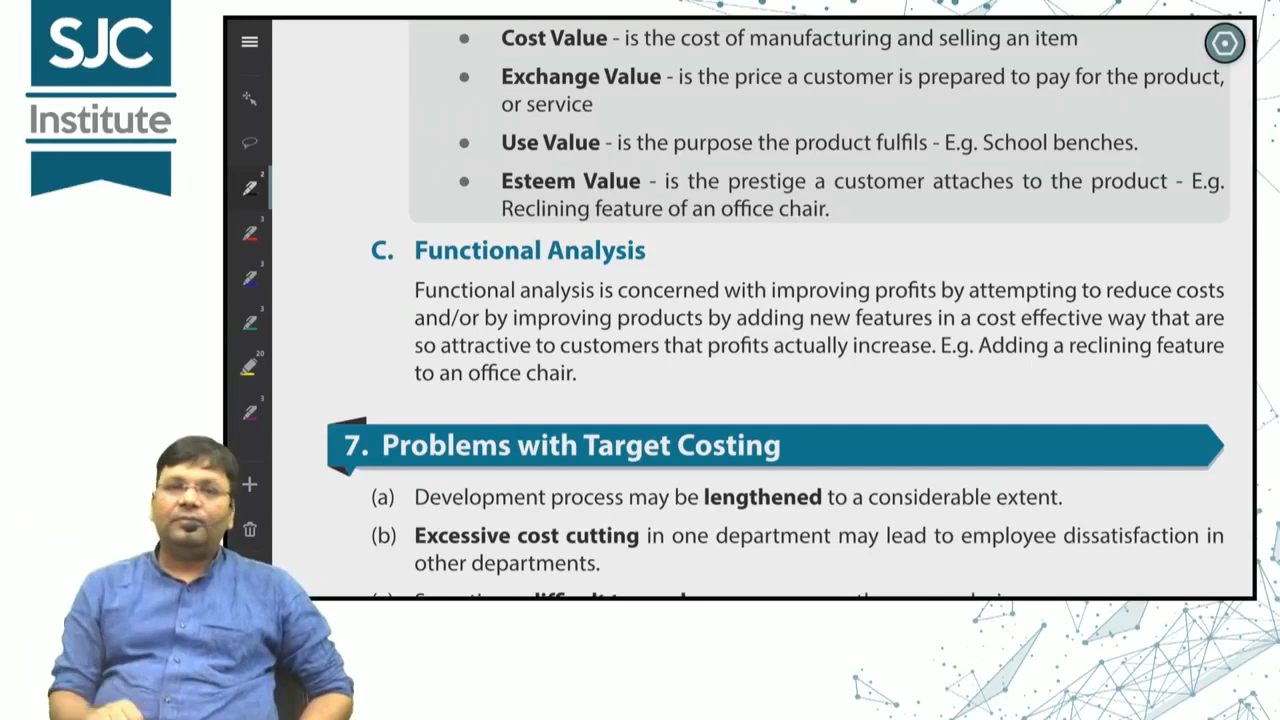 SJC
Institute
• Cost Value - is the cost of manufacturing and selling an item
• Exchange Value - is the price a customer is prepared to pay for the product,
or service
• Use Value - is the purpose the product fulfils - E.g. School benches.
• Esteem Value - is the prestige a customer attaches to the product - E.g.
Reclining feature of an office chair.
C. Functional Analysis
Functional analysis is concerned with improving profits by attempting to reduce costs
and/or by improving products by adding new features in a cost effective way that are
so attractive to customers that profits actually increase. E.g. Adding a reclining feature
to an office chair.
7. Problems with Target Costing
(a) Development process may be lengthened to a considerable extent.
(b) Excessive cost cutting in one department may lead to employee dissatisfaction in
other departments.
2
3
3
3
20
3